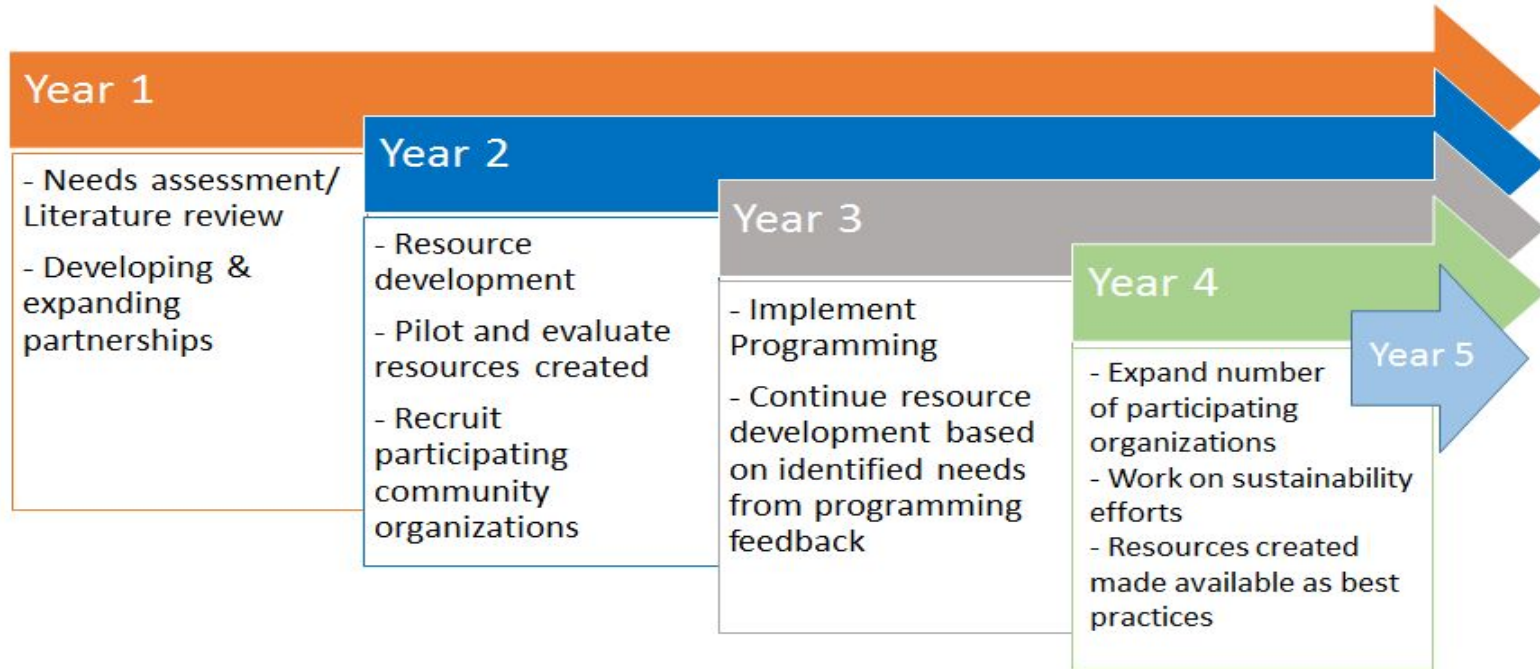 Year 1
- Needs assessment/
Literature review
- Developing &
expanding
partnerships
Year 2
- Resource
development
- Pilot and evaluate
resources created
- Recruit
participating
community
organizations
Year 3
- Implement
Programming
- Continue resource
development based
on identified needs
from programming
feedback
Year 4
- Expand number
of participating
organizations
- Work on sustainability
efforts
- Resources created
made available as best
practices
Year 5